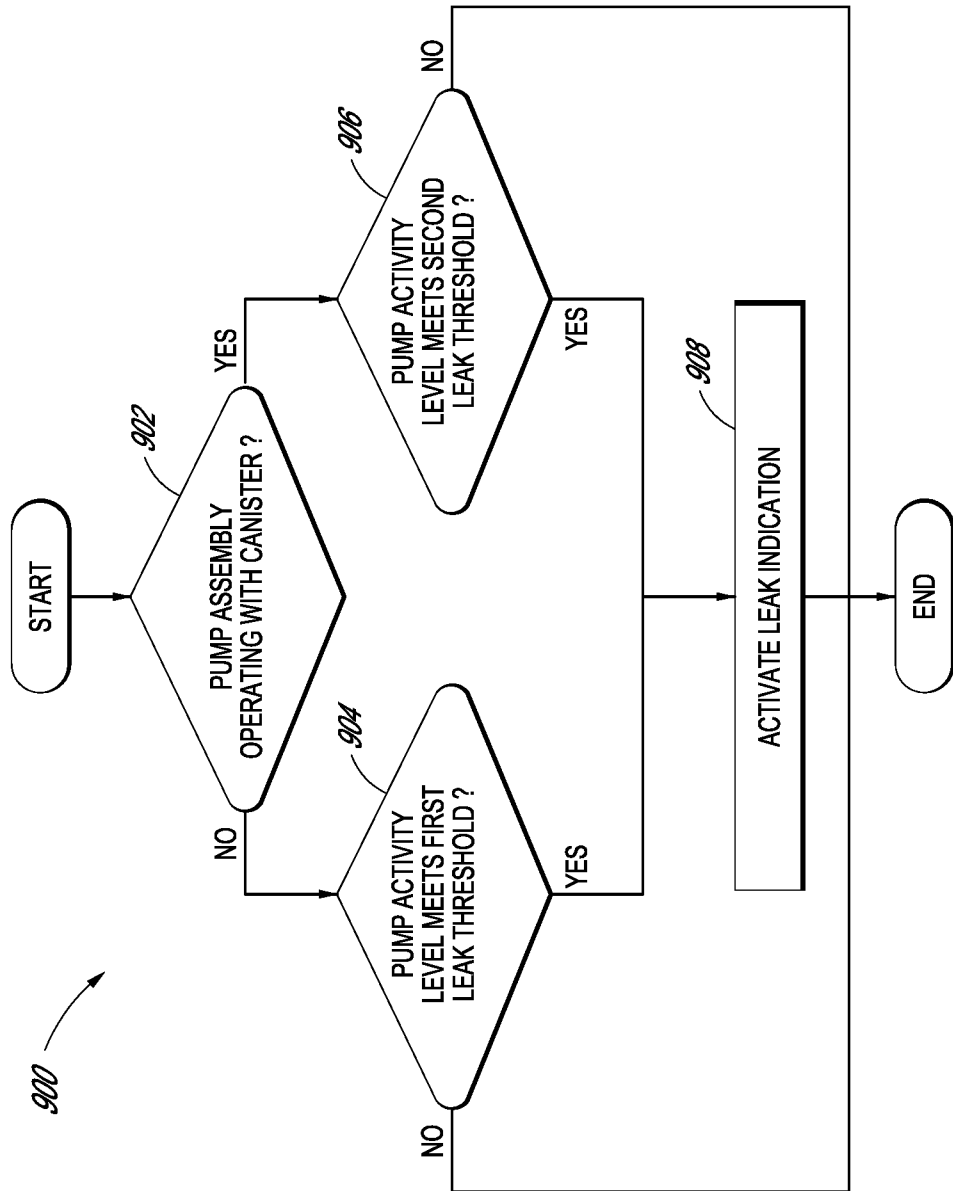 900
START
902
PUMP ASSEMBLY
OPERATING WITH CANISTER ?
NO
YES
904
PUMP ACTIVITY
LEVEL MEETS FIRST
LEAK THRESHOLD ?
NO
YES
906
PUMP ACTIVITY
LEVEL MEETS SECOND
LEAK THRESHOLD ?
NO
YES
908
ACTIVATE LEAK INDICATION
END